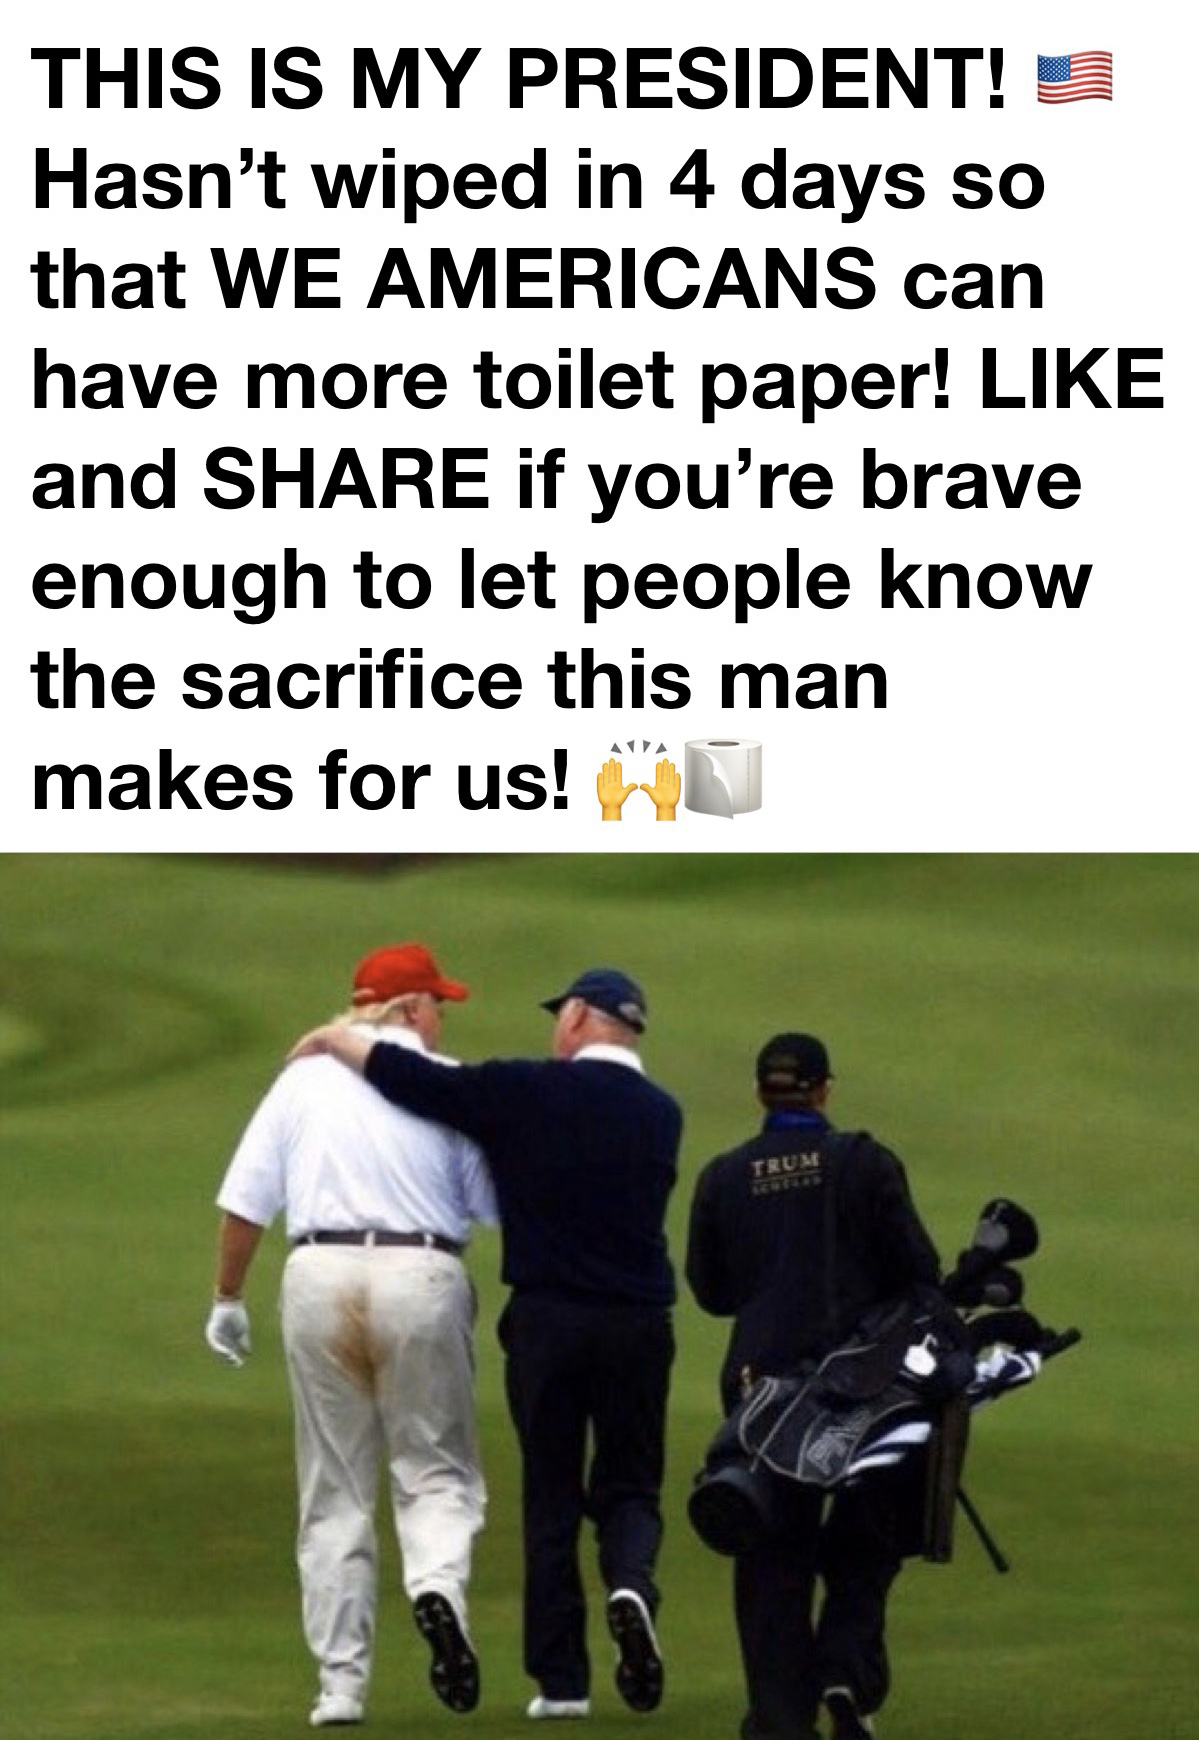 THIS IS MY PRESIDENT! 🇺🇸
Hasn’t wiped in 4 days so
that WE AMERICANS can
have more toilet paper! LIKE
and SHARE if you’re brave
enough to let people know
the sacrifice this man
makes for us! 🙌🧻
TRUM